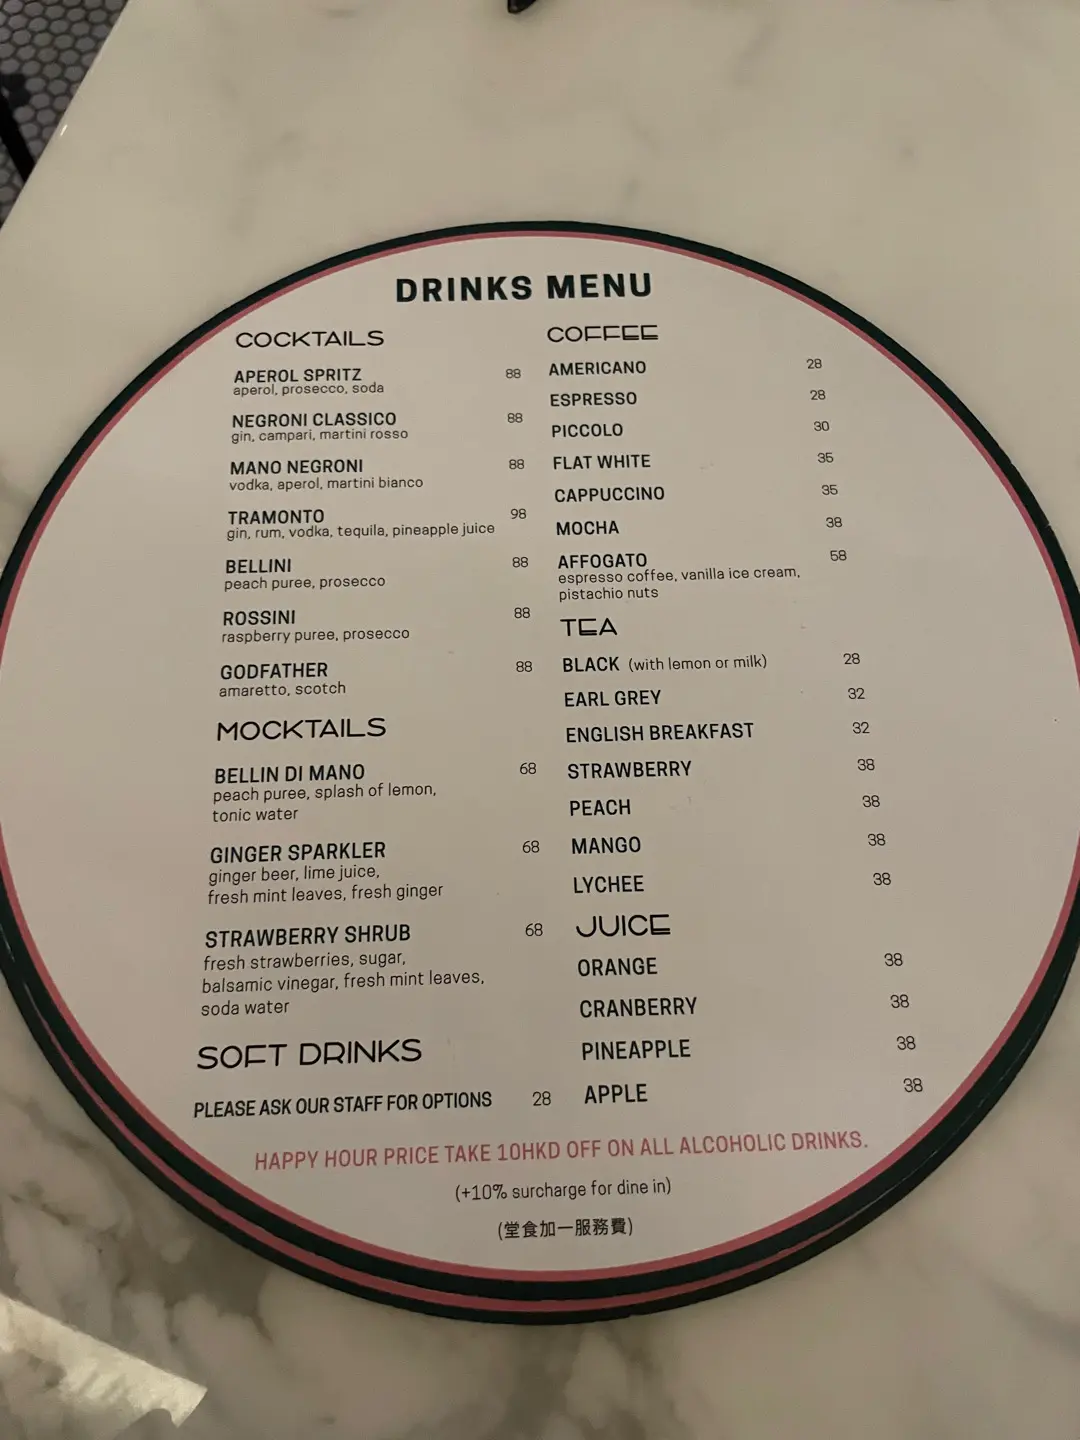 DRINKS MENU
COCKTAILS
APEROL SPRITZ 88
aperol, prosecco, soda
NEGRONI CLASSICO 88
gin, campari, martini rosso
MANO NEGRONI 88
vodka, aperol, martini bianco
TRAMONTO 98
gin, rum, vodka, tequila, pineapple juice
BELLINI 88
peach puree, prosecco
ROSSINI 88
raspberry puree, prosecco
GODFATHER 88
amaretto, scotch
MOCKTAILS
BELLIN DI MANO 68
peach puree, splash of lemon,
tonic water
GINGER SPARKLER 68
ginger beer, lime juice,
fresh mint leaves, fresh ginger
STRAWBERRY SHRUB 68
fresh strawberries, sugar,
balsamic vinegar, fresh mint leaves,
soda water
SOFT DRINKS
PLEASE ASK OUR STAFF FOR OPTIONS 28
COFFEE
AMERICANO 28
ESPRESSO 28
PICCOLO 30
FLAT WHITE 35
CAPPUCCINO 35
MOCHA 38
AFFOGATO 58
espresso coffee, vanilla ice cream,
pistachio nuts
TEA
BLACK (with lemon or milk) 28
EARL GREY 32
ENGLISH BREAKFAST 32
STRAWBERRY 38
PEACH 38
MANGO 38
LYCHEE 38
JUICE
ORANGE 38
CRANBERRY 38
PINEAPPLE 38
APPLE 38
HAPPY HOUR PRICE TAKE 10HKD OFF ON ALL ALCOHOLIC DRINKS.
(+10% surcharge for dine in)
(堂食加一服務費)